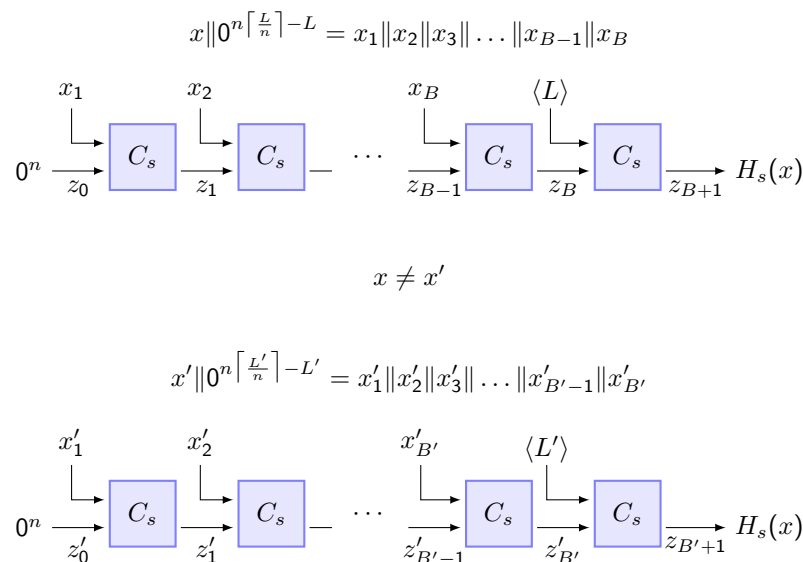 x‖0^{n⌈L/n⌉−L} = x_1‖x_2‖x_3‖…‖x_{B−1}‖x_B
x_1 x_2 x_B ⟨L⟩
C_s C_s … C_s C_s
0^n z_0 z_1 z_{B−1} z_B z_{B+1} H_s(x)
x ≠ x′
x′‖0^{n⌈L′/n⌉−L′} = x′_1‖x′_2‖x′_3‖…‖x′_{B′−1}‖x′_{B′}
x′_1 x′_2 x′_{B′} ⟨L′⟩
C_s C_s … C_s C_s
0^n z′_0 z′_1 z′_{B′−1} z′_{B′} z_{B′+1} H_s(x)